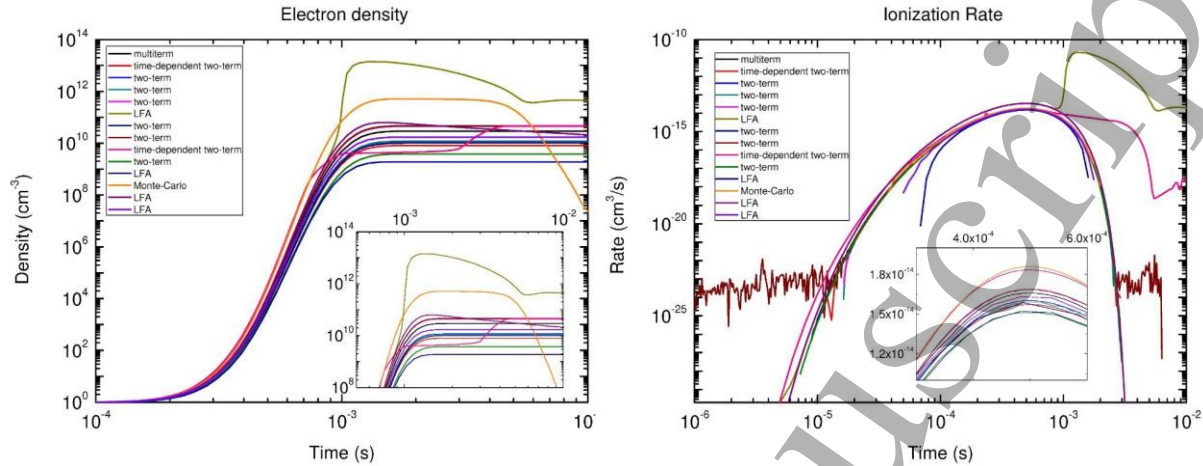 Electron density
10^14
10^12
10^10
10^8
10^6
10^4
10^2
10^0
Density (cm^-3)
multiterm
time-dependent two-term
two-term
two-term
two-term
LFA
two-term
two-term
time-dependent two-term
two-term
LFA
Monte-Carlo
LFA
LFA
10^-3
10^-2
10^14
10^12
10^10
10^8
10^-4
10^-3
Time (s)
Ionization Rate
10^-10
10^-15
10^-20
10^-25
Rate (cm^3/s)
multiterm
time-dependent two-term
two-term
two-term
two-term
LFA
two-term
two-term
time-dependent two-term
two-term
LFA
Monte-Carlo
LFA
LFA
4.0x10^-4
6.0x10^-4
1.8x10^-14
1.5x10^-14
1.2x10^-14
10^-6
10^-5
10^-4
10^-3
10^-2
Time (s)